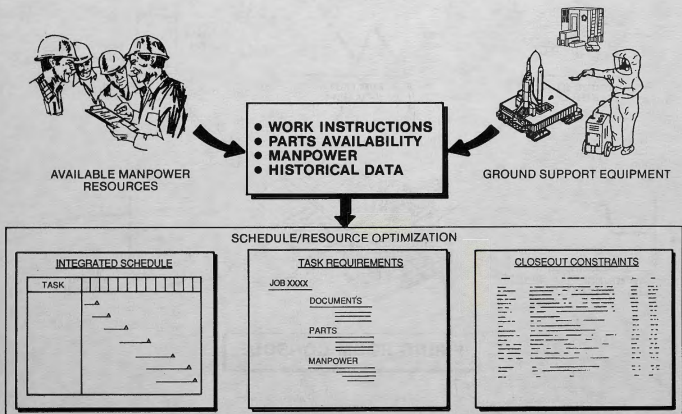 ● WORK INSTRUCTIONS
● PARTS AVAILABILITY
● MANPOWER
● HISTORICAL DATA
AVAILABLE MANPOWER
RESOURCES
GROUND SUPPORT EQUIPMENT
SCHEDULE/RESOURCE OPTIMIZATION
INTEGRATED SCHEDULE
TASK
TASK REQUIREMENTS
JOB XXXX
DOCUMENTS
PARTS
MANPOWER
CLOSEOUT CONSTRAINTS